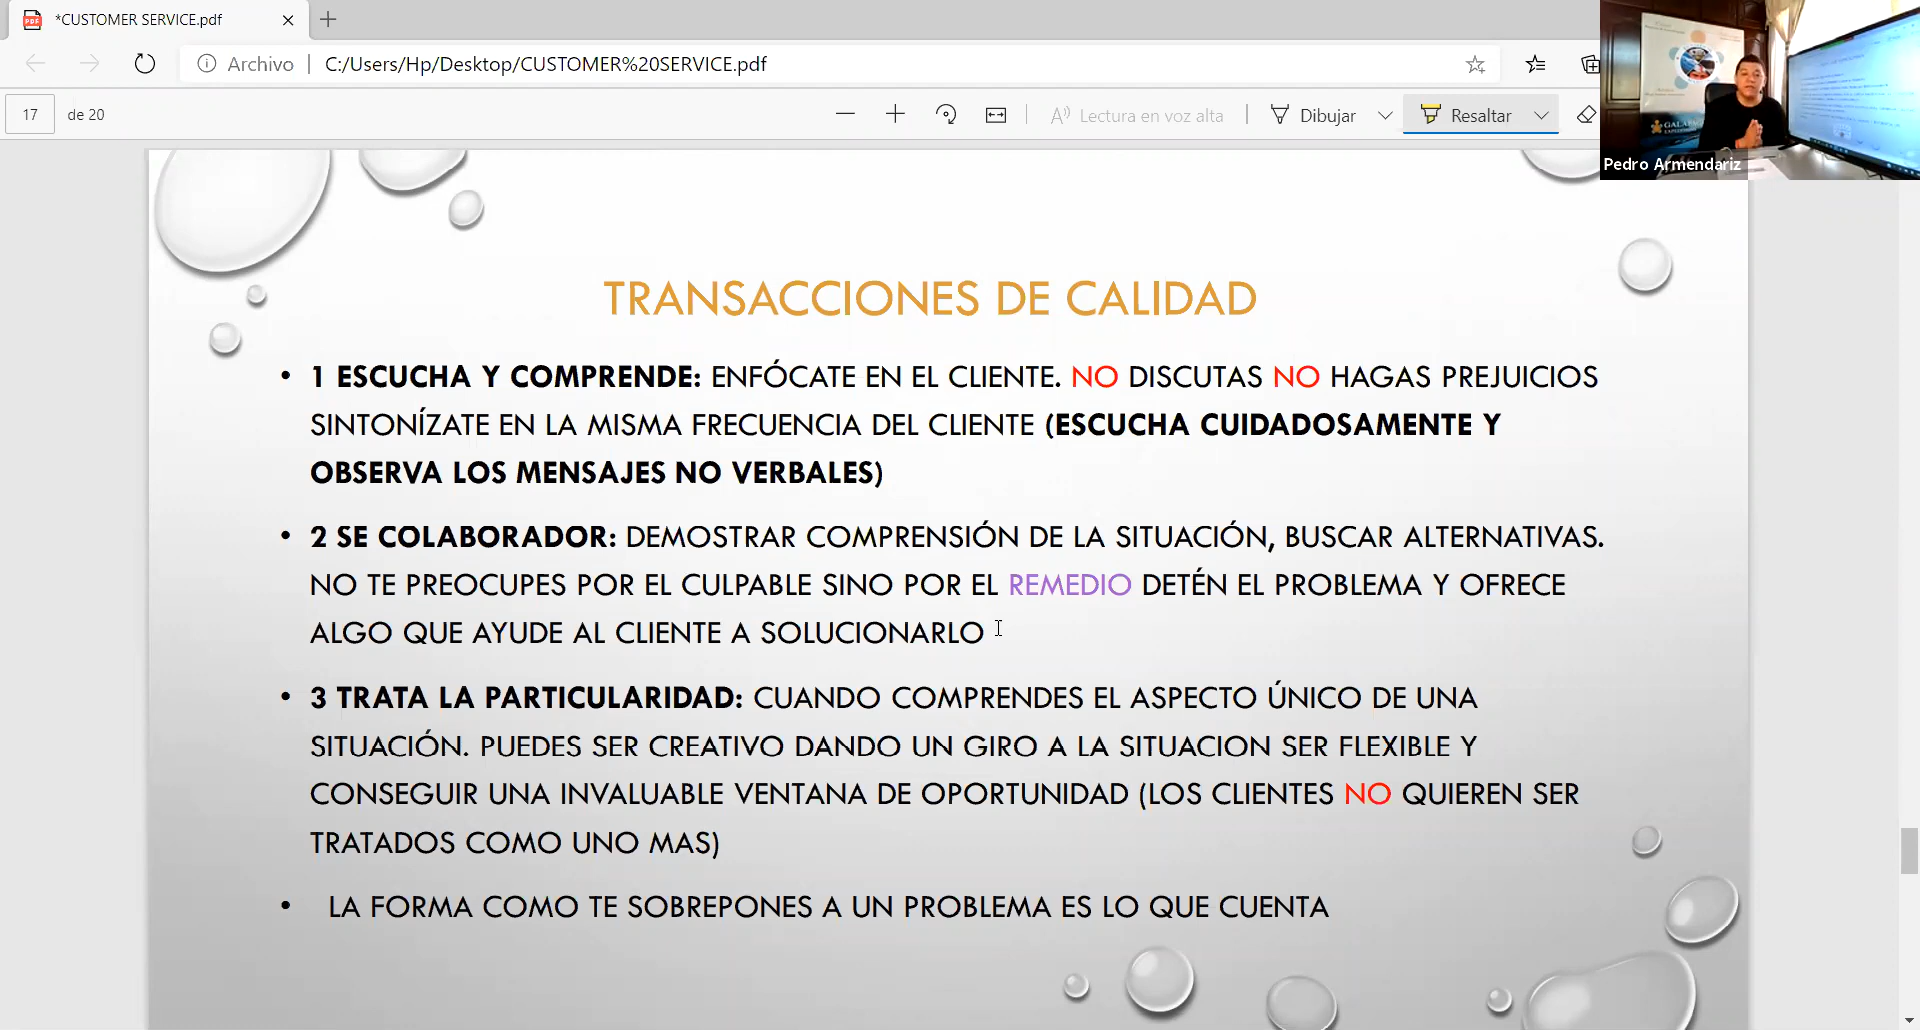 *CUSTOMER SERVICE.pdf
Archivo | C:/Users/Hp/Desktop/CUSTOMER%20SERVICE.pdf
17 de 20
Lectura en voz alta
Dibujar
Resaltar
Pedro Armendariz
TRANSACCIONES DE CALIDAD
• 1 ESCUCHA Y COMPRENDE: ENFÓCATE EN EL CLIENTE. NO DISCUTAS NO HAGAS PREJUICIOS
SINTONÍZATE EN LA MISMA FRECUENCIA DEL CLIENTE (ESCUCHA CUIDADOSAMENTE Y
OBSERVA LOS MENSAJES NO VERBALES)
• 2 SE COLABORADOR: DEMOSTRAR COMPRENSIÓN DE LA SITUACIÓN, BUSCAR ALTERNATIVAS.
NO TE PREOCUPES POR EL CULPABLE SINO POR EL REMEDIO DETÉN EL PROBLEMA Y OFRECE
ALGO QUE AYUDE AL CLIENTE A SOLUCIONARLO
• 3 TRATA LA PARTICULARIDAD: CUANDO COMPRENDES EL ASPECTO ÚNICO DE UNA
SITUACIÓN. PUEDES SER CREATIVO DANDO UN GIRO A LA SITUACION SER FLEXIBLE Y
CONSEGUIR UNA INVALUABLE VENTANA DE OPORTUNIDAD (LOS CLIENTES NO QUIEREN SER
TRATADOS COMO UNO MAS)
• LA FORMA COMO TE SOBREPONES A UN PROBLEMA ES LO QUE CUENTA